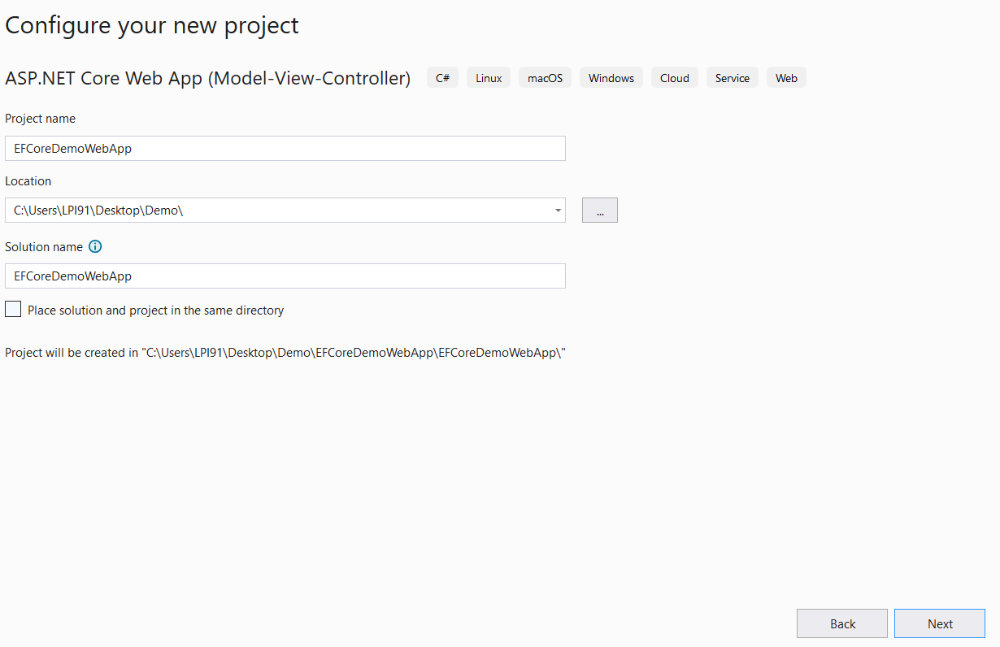 Configure your new project
ASP.NET Core Web App (Model-View-Controller) C# Linux macOS Windows Cloud Service Web
Project name
EFCoreDemoWebApp
Location
C:\Users\LPI91\Desktop\Demo\
...
Solution name
EFCoreDemoWebApp
Place solution and project in the same directory
Project will be created in "C:\Users\LPI91\Desktop\Demo\EFCoreDemoWebApp\EFCoreDemoWebApp\"
Back Next